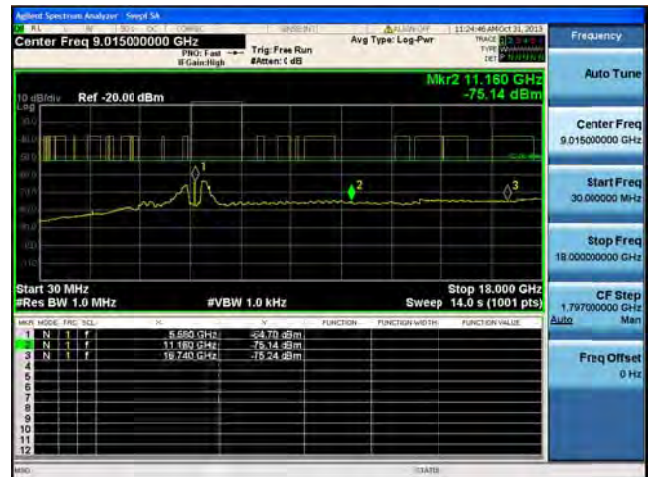 Agilent Spectrum Analyzer - Swept SA
11:24:46 AM Oct 31, 2013
Frequency
Center Freq 9.015000000 GHz
Avg Type: Log-Pwr
TRACE
PNO: Fast
Trig: Free Run
TYPE
IFGain:High
DET
Mkr2 11.160 GHz
Auto Tune
10 dB/div Ref -20.00 dBm
-75.14 dBm
Log
Center Freq
9.015000000 GHz
1
2
3
Start Freq
30.000000 MHz
Stop Freq
18.000000000 GHz
Start 30 MHz
Stop 18.000 GHz
#Res BW 1.0 MHz
#VBW 1.0 kHz
Sweep 14.0 s (1001 pts)
CF Step
1.797000000 GHz
Auto Man
MKR MODE TRC SCL X Y FUNCTION FUNCTION WIDTH FUNCTION VALUE
1 N 1 f 5.580 GHz -64.70 dBm
2 N 1 f 11.160 GHz -75.14 dBm
3 N 1 f 16.740 GHz -75.24 dBm
4
5
6
7
8
9
10
11
12
Freq Offset
0 Hz
MSG
STATUS